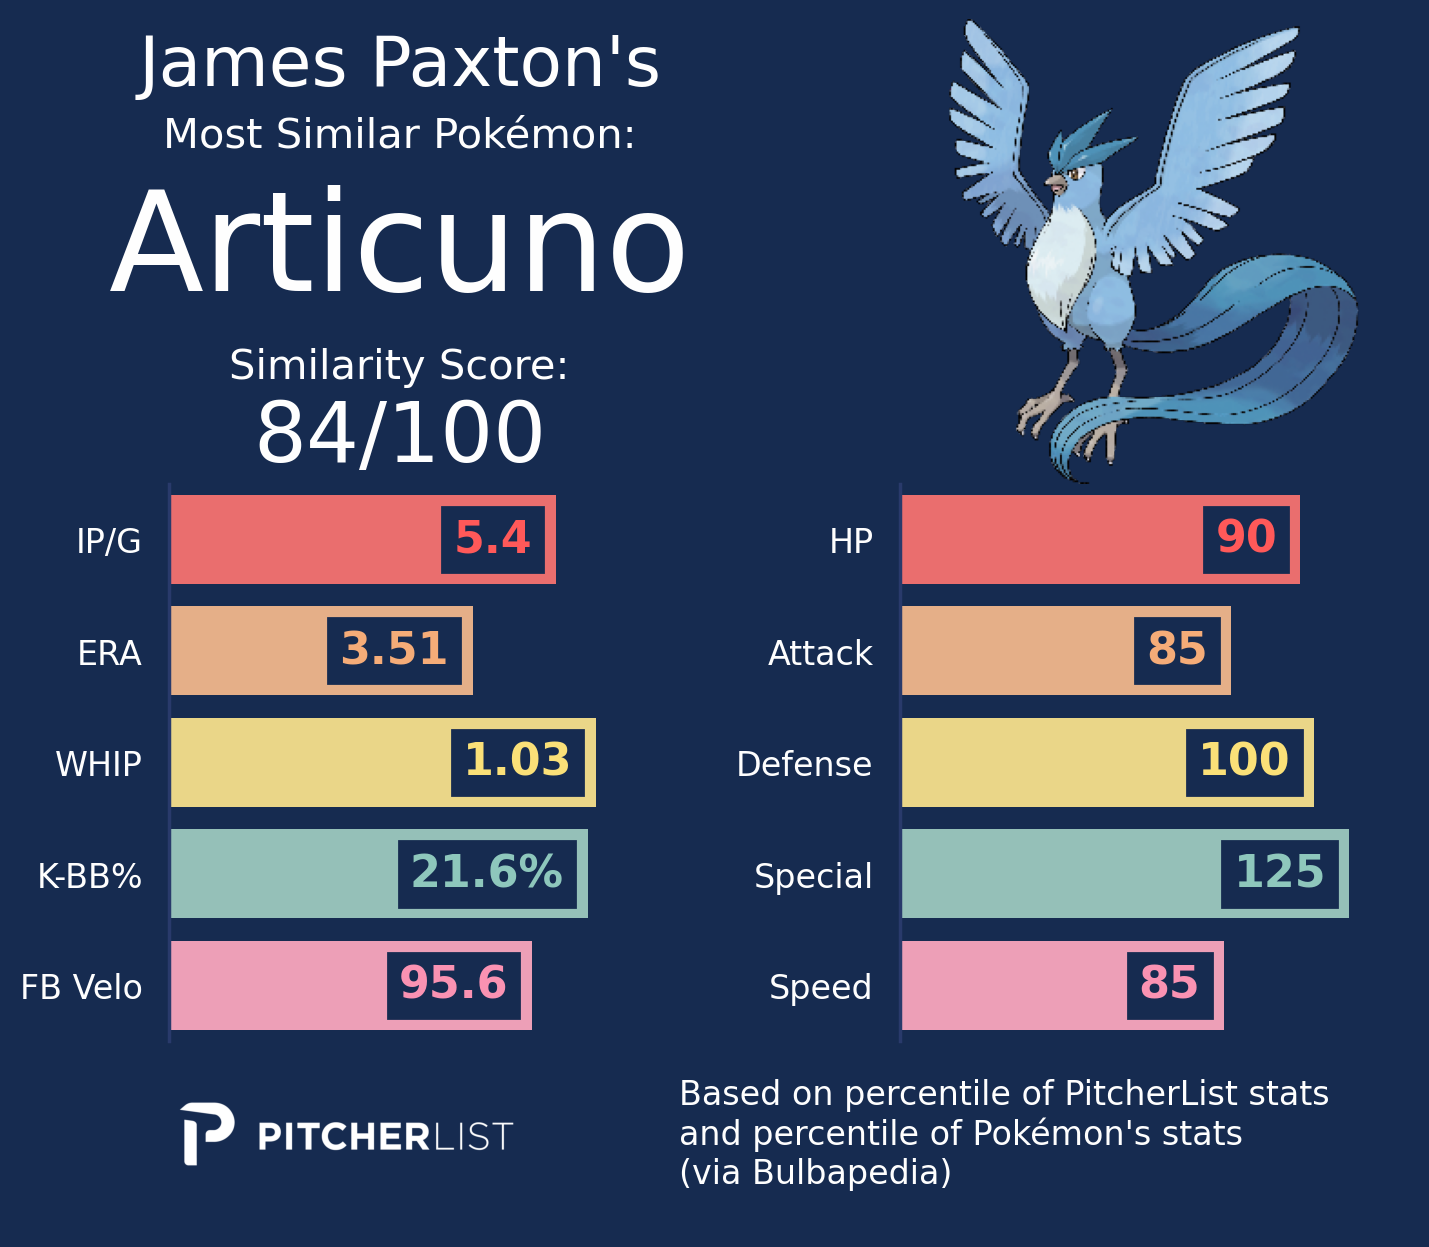 James Paxton's
Most Similar Pokémon:
Articuno
Similarity Score:
84/100
IP/G 5.4
ERA 3.51
WHIP 1.03
K-BB% 21.6%
FB Velo 95.6
HP 90
Attack 85
Defense 100
Special 125
Speed 85
PITCHERLIST
Based on percentile of PitcherList stats
and percentile of Pokémon's stats
(via Bulbapedia)